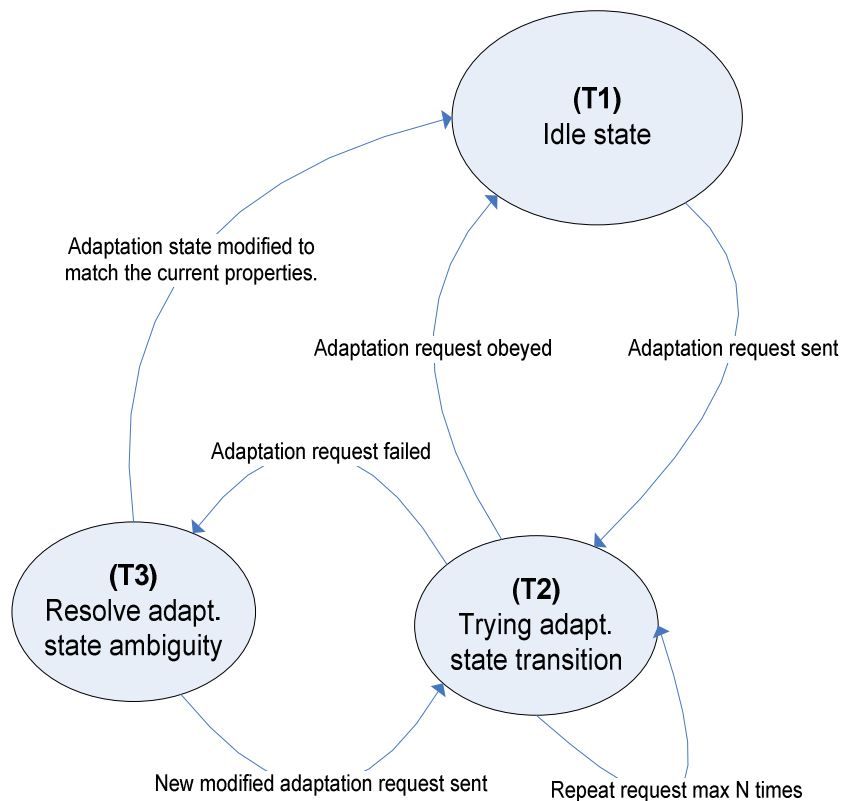 (T1)
Idle state
Adaptation state modified to
match the current properties.
Adaptation request obeyed
Adaptation request sent
Adaptation request failed
(T3)
Resolve adapt.
state ambiguity
(T2)
Trying adapt.
state transition
New modified adaptation request sent
Repeat request max N times